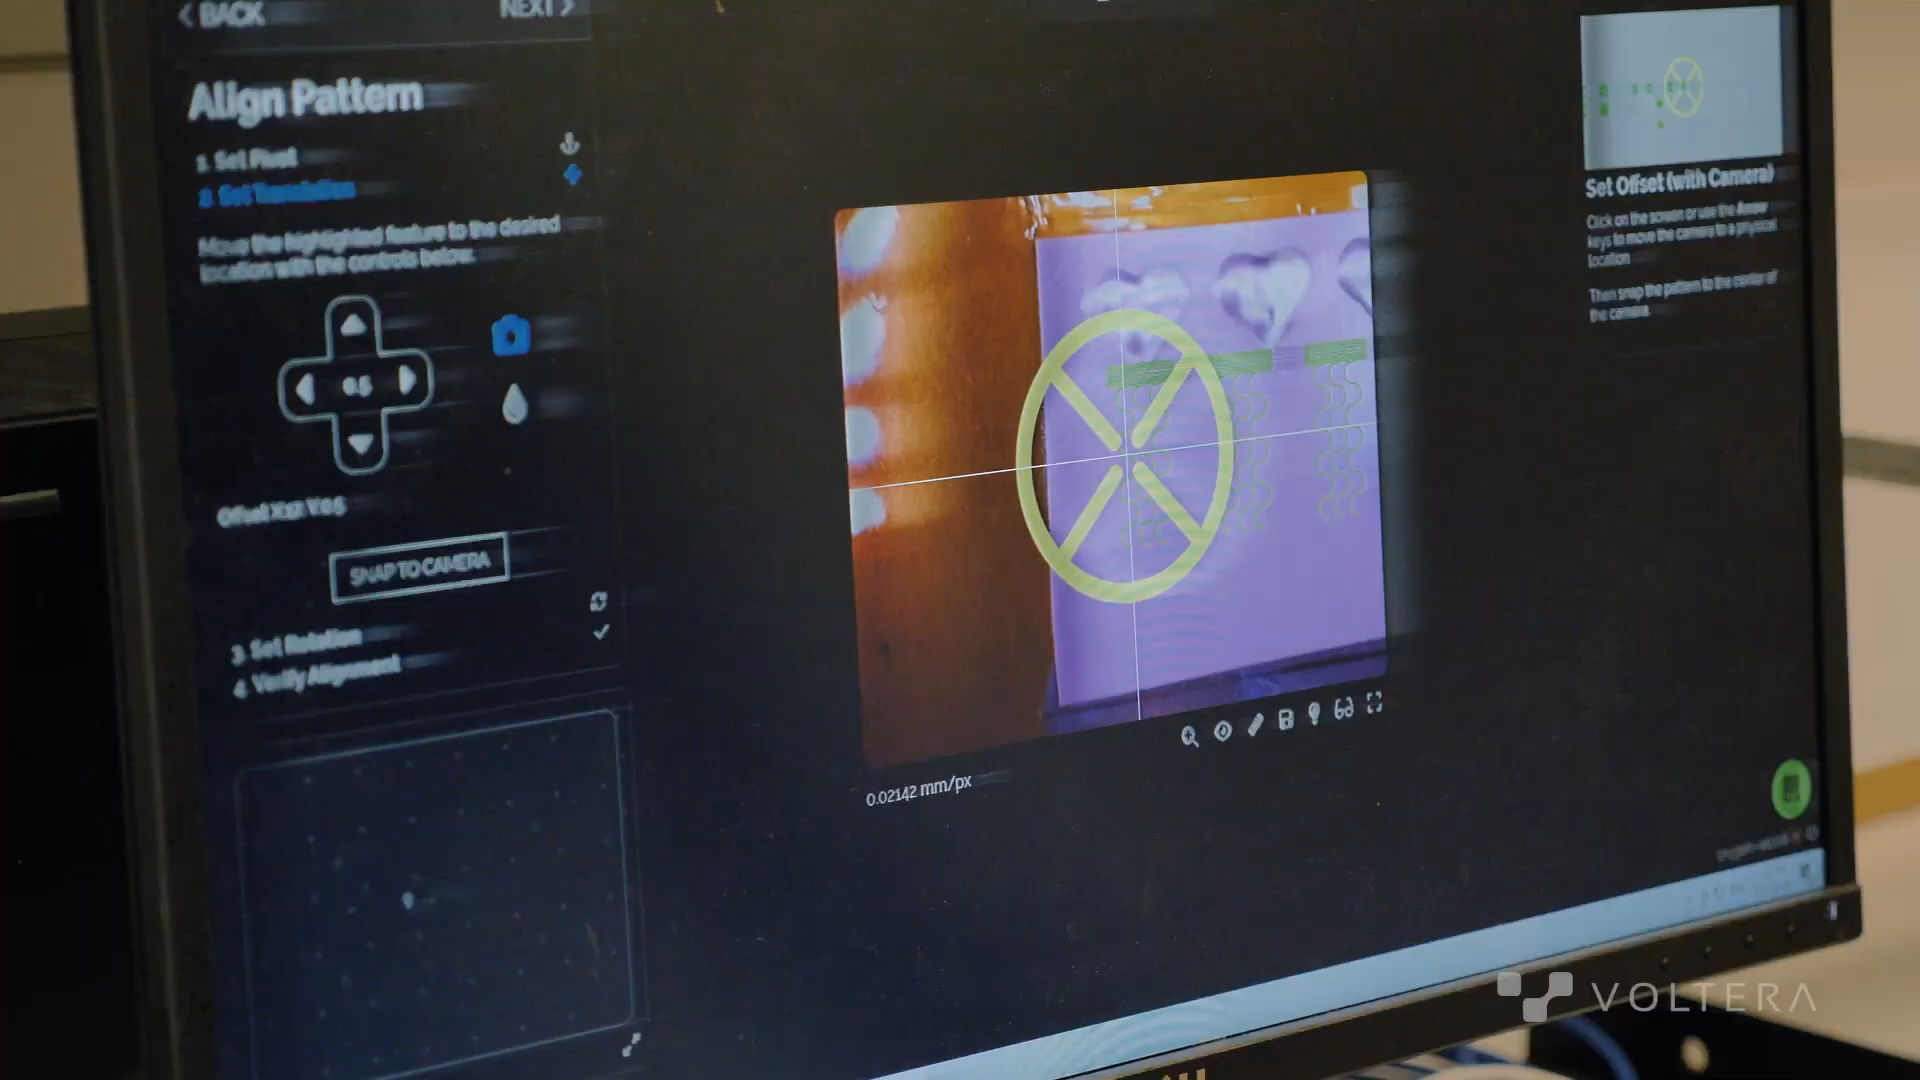 BACK
NEXT
Align Pattern
1. Set Pivot
2. Set Translation
Move the highlighted feature to the desired
location with the controls below.
0.5
SNAP TO CAMERA
3. Set Rotation
4. Verify Alignment
0.02142 mm/px
Set Offset (with Camera)
Click on the screen or use the Arrow
keys to move the camera to a physical
location
Then snap the pattern to the center of
the camera.
VOLTERA